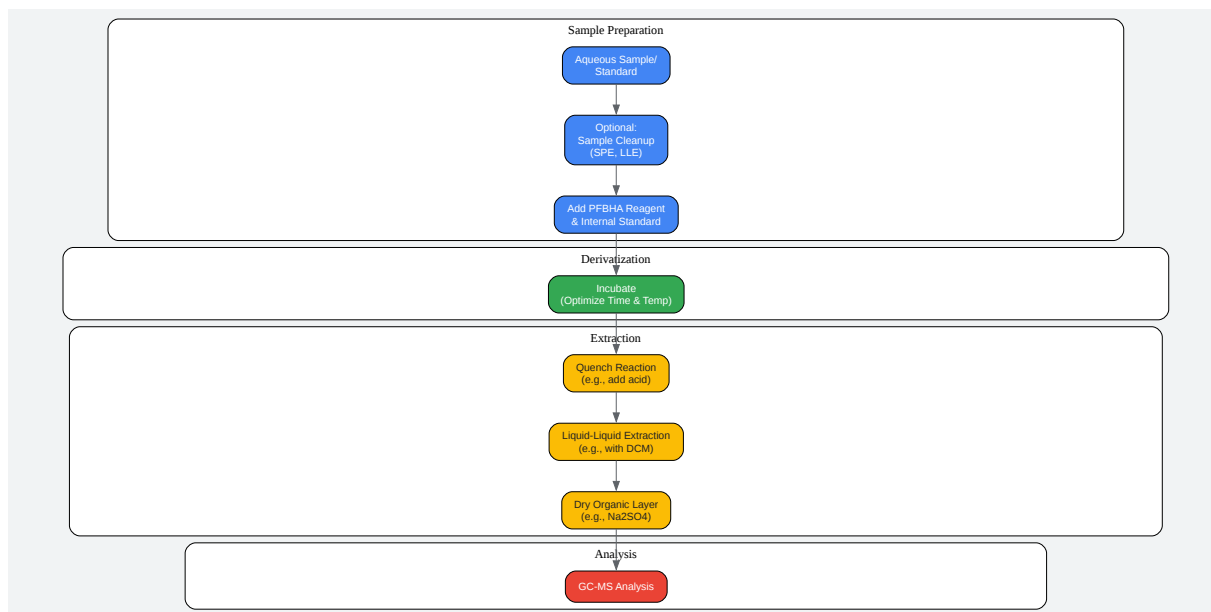 Sample Preparation
Aqueous Sample/
Standard
Optional:
Sample Cleanup
(SPE, LLE)
Add PFBHA Reagent
& Internal Standard
Derivatization
Incubate
(Optimize Time & Temp)
Extraction
Quench Reaction
(e.g., add acid)
Liquid-Liquid Extraction
(e.g., with DCM)
Dry Organic Layer
(e.g., Na2SO4)
Analysis
GC-MS Analysis